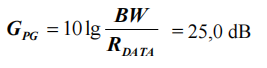 G_PG = 10 lg BW / R_DATA = 25,0 dB